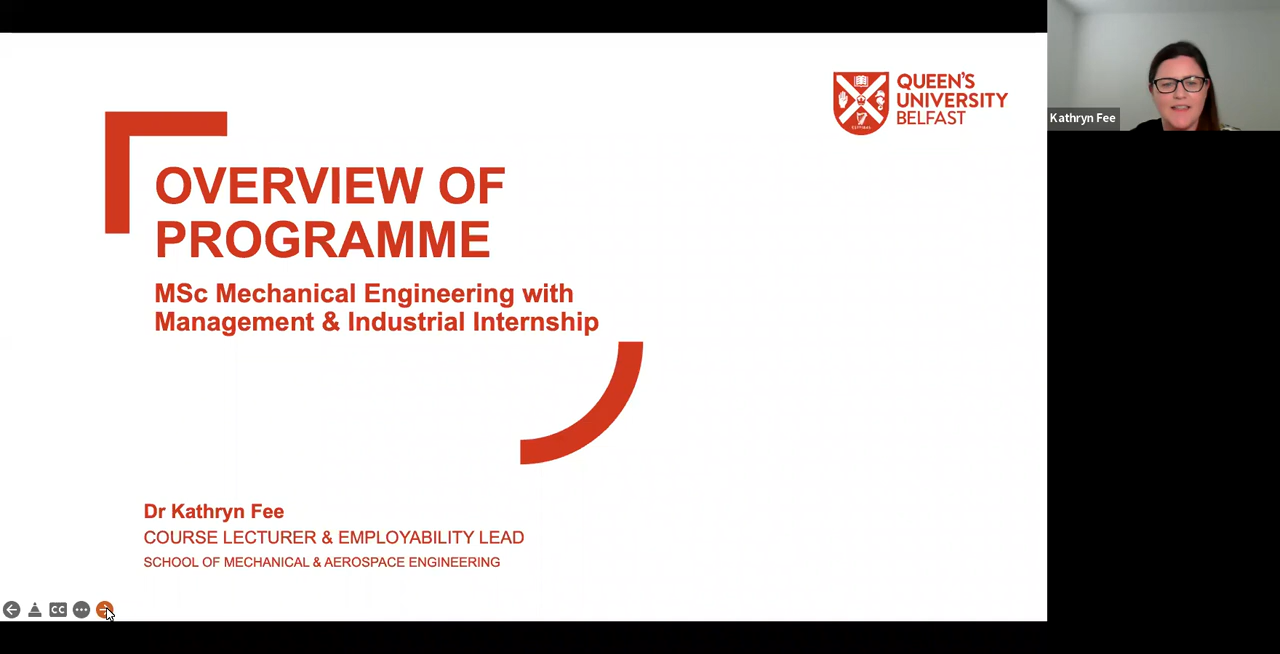 QUEEN'S
UNIVERSITY
BELFAST
Kathryn Fee
OVERVIEW OF
PROGRAMME
MSc Mechanical Engineering with
Management & Industrial Internship
Dr Kathryn Fee
COURSE LECTURER & EMPLOYABILITY LEAD
SCHOOL OF MECHANICAL & AEROSPACE ENGINEERING
CC